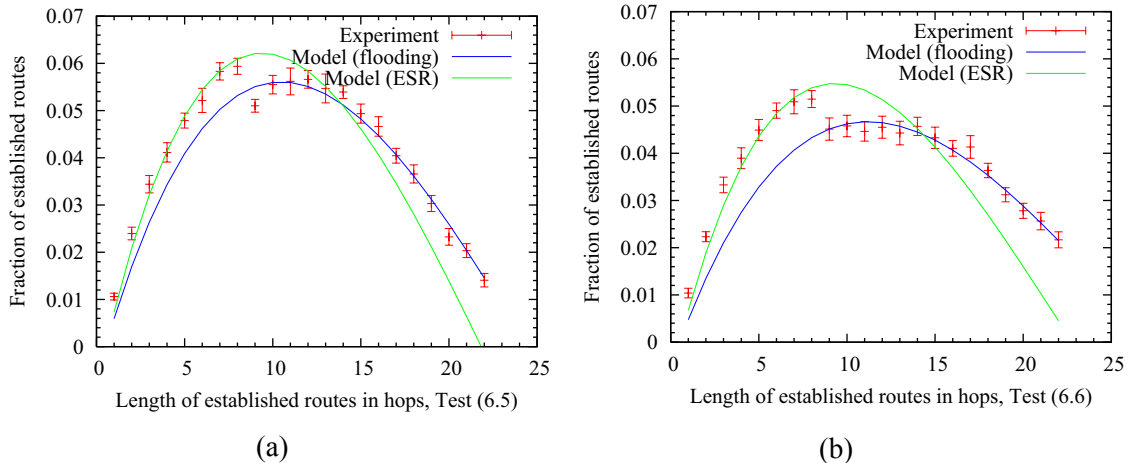 0.07
0.06
0.05
0.04
0.03
0.02
0.01
0
Fraction of established routes
Experiment
Model (flooding)
Model (ESR)
0 5 10 15 20 25
Length of established routes in hops, Test (6.5)
(a)
0.07
0.06
0.05
0.04
0.03
0.02
0.01
0
Fraction of established routes
Experiment
Model (flooding)
Model (ESR)
0 5 10 15 20 25
Length of established routes in hops, Test (6.6)
(b)